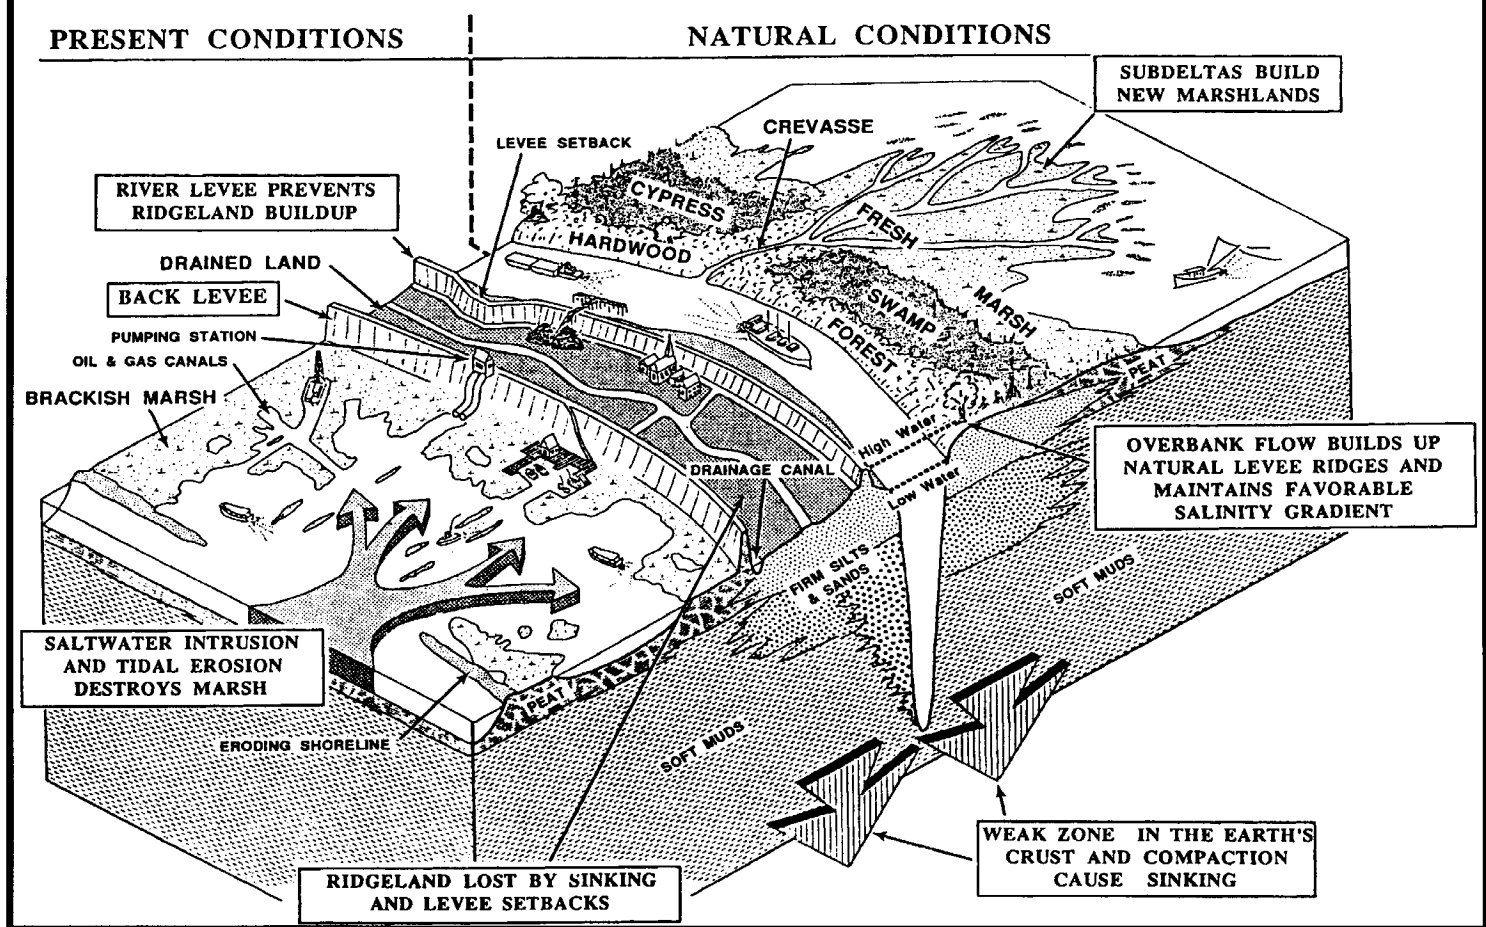 PRESENT CONDITIONS
NATURAL CONDITIONS
SUBDELTAS BUILD
NEW MARSHLANDS
LEVEE SETBACK
CREVASSE
RIVER LEVEE PREVENTS
RIDGELAND BUILDUP
CYPRESS
FRESH
HARDWOOD
DRAINED LAND
BACK LEVEE
SWAMP
MARSH
FOREST
PUMPING STATION
OIL & GAS CANALS
BRACKISH MARSH
PEAT
High Water
Low Water
DRAINAGE CANAL
OVERBANK FLOW BUILDS UP
NATURAL LEVEE RIDGES AND
MAINTAINS FAVORABLE
SALINITY GRADIENT
FIRM SILTS
& SANDS
SOFT MUDS
SALTWATER INTRUSION
AND TIDAL EROSION
DESTROYS MARSH
PEAT
ERODING SHORELINE
SOFT MUDS
WEAK ZONE IN THE EARTH'S
CRUST AND COMPACTION
CAUSE SINKING
RIDGELAND LOST BY SINKING
AND LEVEE SETBACKS